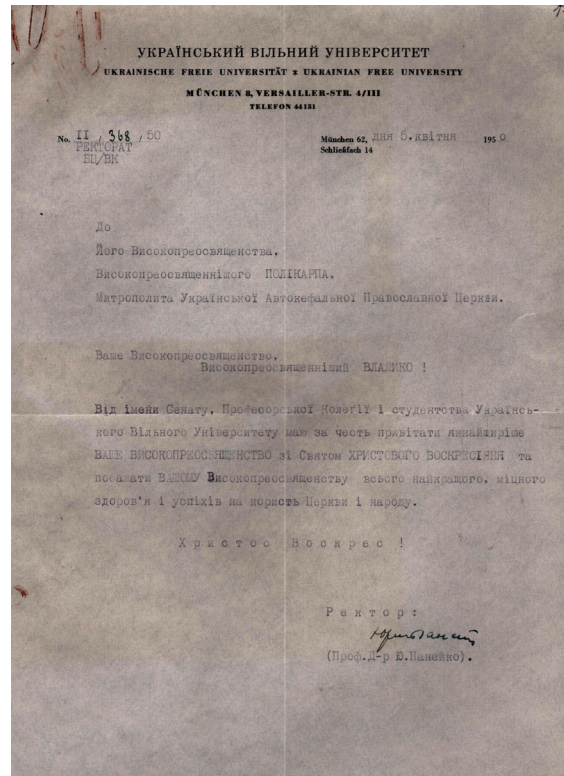 УКРАЇНСЬКИЙ ВІЛЬНИЙ УНІВЕРСИТЕТ
UKRAINISCHE FREIE UNIVERSITÄT * UKRAINIAN FREE UNIVERSITY
MÜNCHEN 8, VERSAILLER-STR. 4/III
TELEFON 44151
No. II, 368, 50
РЕКТОРАТ
БЦ/ВК
München 62, дня 5. квітня 1950
Schließfach 14
До
Його Високопреосвященства,
Високопреосвященнішого ПОЛІКАРПА,
Митрополита Української Автокефальної Православної Церкви.
Ваше Високопреосвященство,
Високопреосвященніший ВЛАДИКО !
Від імени Сенату, Професорської Колегії і студентства Українсь-
кого Вільного Університету маю за честь привітати якнайширіше
ВАШЕ ВИСОКОПРЕОСВЯЩЕНСТВО зі Святом ХРИСТОВОГО ВОСКРЕСІННЯ та
побажати ВАШОМУ Високопреосвященству всього найкращого, міцного
здоров'я і успіхів на користь Церкви і народу.
Христос Воскрес !
Ректор:
(Проф.Д-р Ю.Панейко).